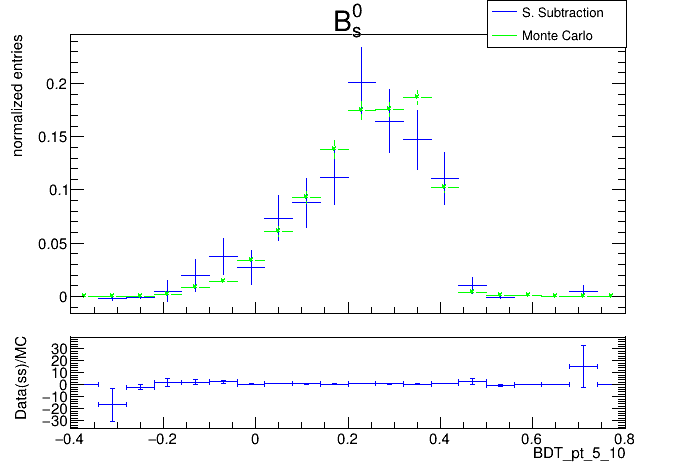 B_s^0
S. Subtraction
Monte Carlo
normalized entries
0.2
0.15
0.1
0.05
0
Data(ss)/MC
30
20
10
0
−10
−20
−30
−0.4 −0.2 0 0.2 0.4 0.6 0.8
BDT_pt_5_10